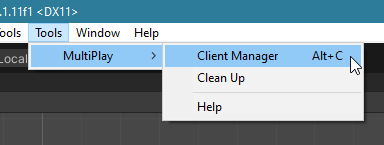 .1.11f1 <DX11>
ools Tools Window Help
Local
MultiPlay
Client Manager Alt+C
Clean Up
Help